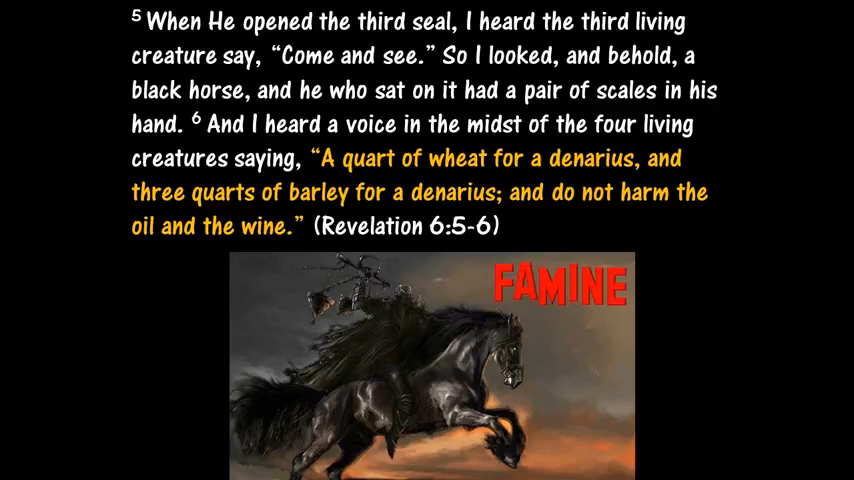 5 When He opened the third seal, I heard the third living
creature say, “Come and see.” So I looked, and behold, a
black horse, and he who sat on it had a pair of scales in his
hand. 6 And I heard a voice in the midst of the four living
creatures saying, “A quart of wheat for a denarius, and
three quarts of barley for a denarius; and do not harm the
oil and the wine.” (Revelation 6:5-6)
FAMINE